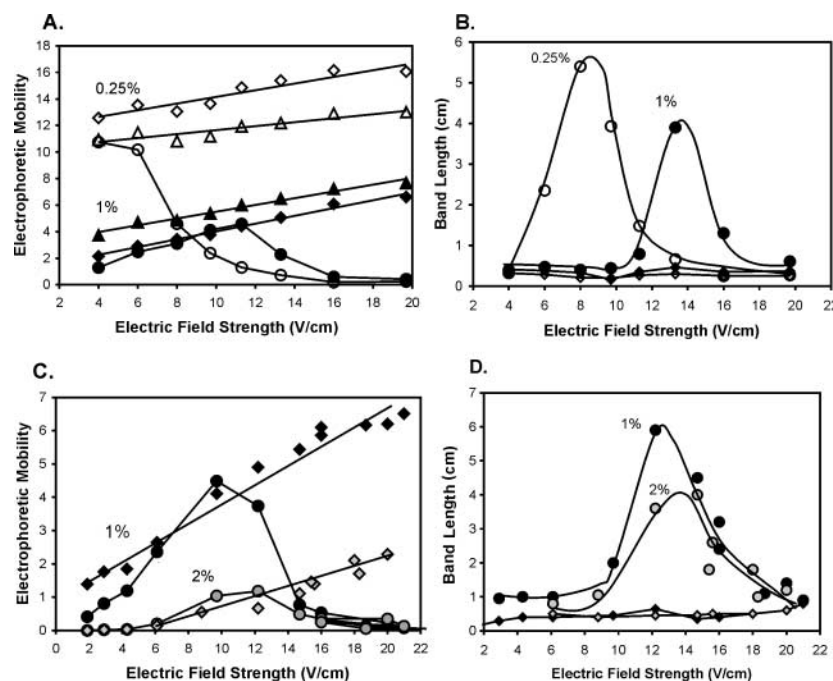 A.
Electrophoretic Mobility
18
16
14
12
10
8
6
4
2
0
0.25%
1%
2 4 6 8 10 12 14 16 18 20
Electric Field Strength (V/cm)
B.
Band Length (cm)
6
5
4
3
2
1
0
0.25%
1%
2 4 6 8 10 12 14 16 18 20 22
Electric Field Strength (V/cm)
C.
Electrophoretic Mobility
7
6
5
4
3
2
1
0
1%
2%
0 2 4 6 8 10 12 14 16 18 20 22
Electric Field Strength (V/cm)
D.
Band Length (cm)
7
6
5
4
3
2
1
0
1%
2%
2 4 6 8 10 12 14 16 18 20 22
Electric Field Strength (V/cm)